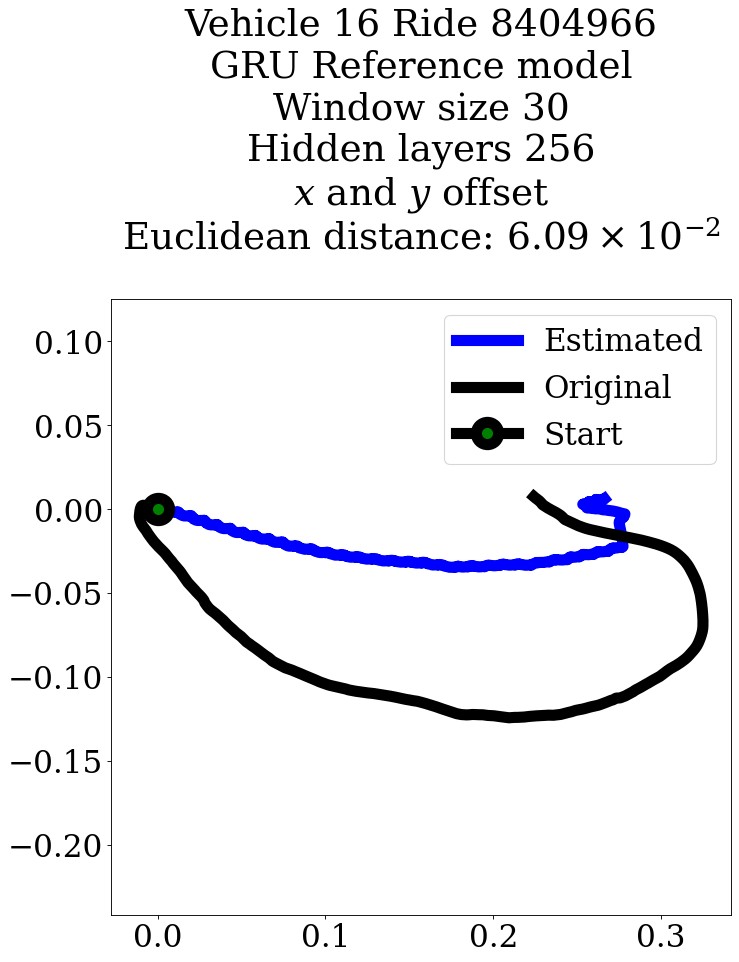 Vehicle 16 Ride 8404966
GRU Reference model
Window size 30
Hidden layers 256
x and y offset
Euclidean distance: 6.09 × 10⁻²
Estimated
Original
Start
0.10
0.05
0.00
−0.05
−0.10
−0.15
−0.20
0.0 0.1 0.2 0.3